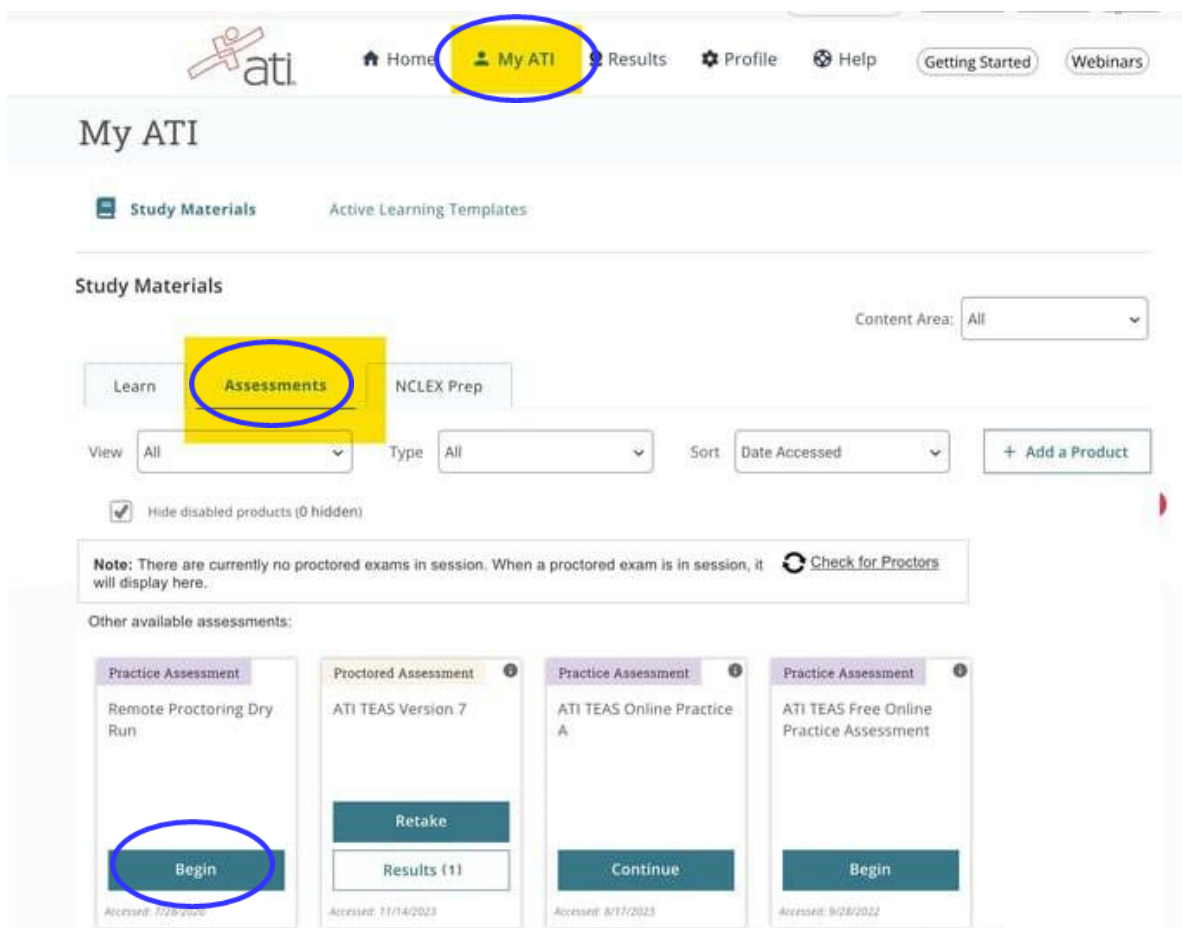 ati
Home My ATI Results Profile Help Getting Started Webinars
My ATI
Study Materials Active Learning Templates
Study Materials
Content Area: All
Learn Assessments NCLEX Prep
View All Type All Sort Date Accessed + Add a Product
Hide disabled products (0 hidden)
Note: There are currently no proctored exams in session. When a proctored exam is in session, it Check for Proctors
will display here.
Other available assessments:
Practice Assessment Proctored Assessment Practice Assessment Practice Assessment
Remote Proctoring Dry ATI TEAS Version 7 ATI TEAS Online Practice ATI TEAS Free Online
Run A Practice Assessment
Retake
Begin Results (1) Continue Begin
Accessed: 7/28/2020 Accessed: 11/14/2023 Accessed: 8/17/2023 Accessed: 9/28/2022